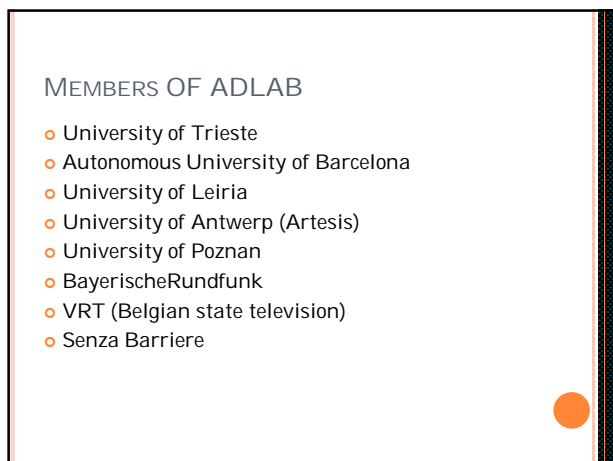 MEMBERS OF ADLAB
University of Trieste
Autonomous University of Barcelona
University of Leiria
University of Antwerp (Artesis)
University of Poznan
BayerischeRundfunk
VRT (Belgian state television)
Senza Barriere